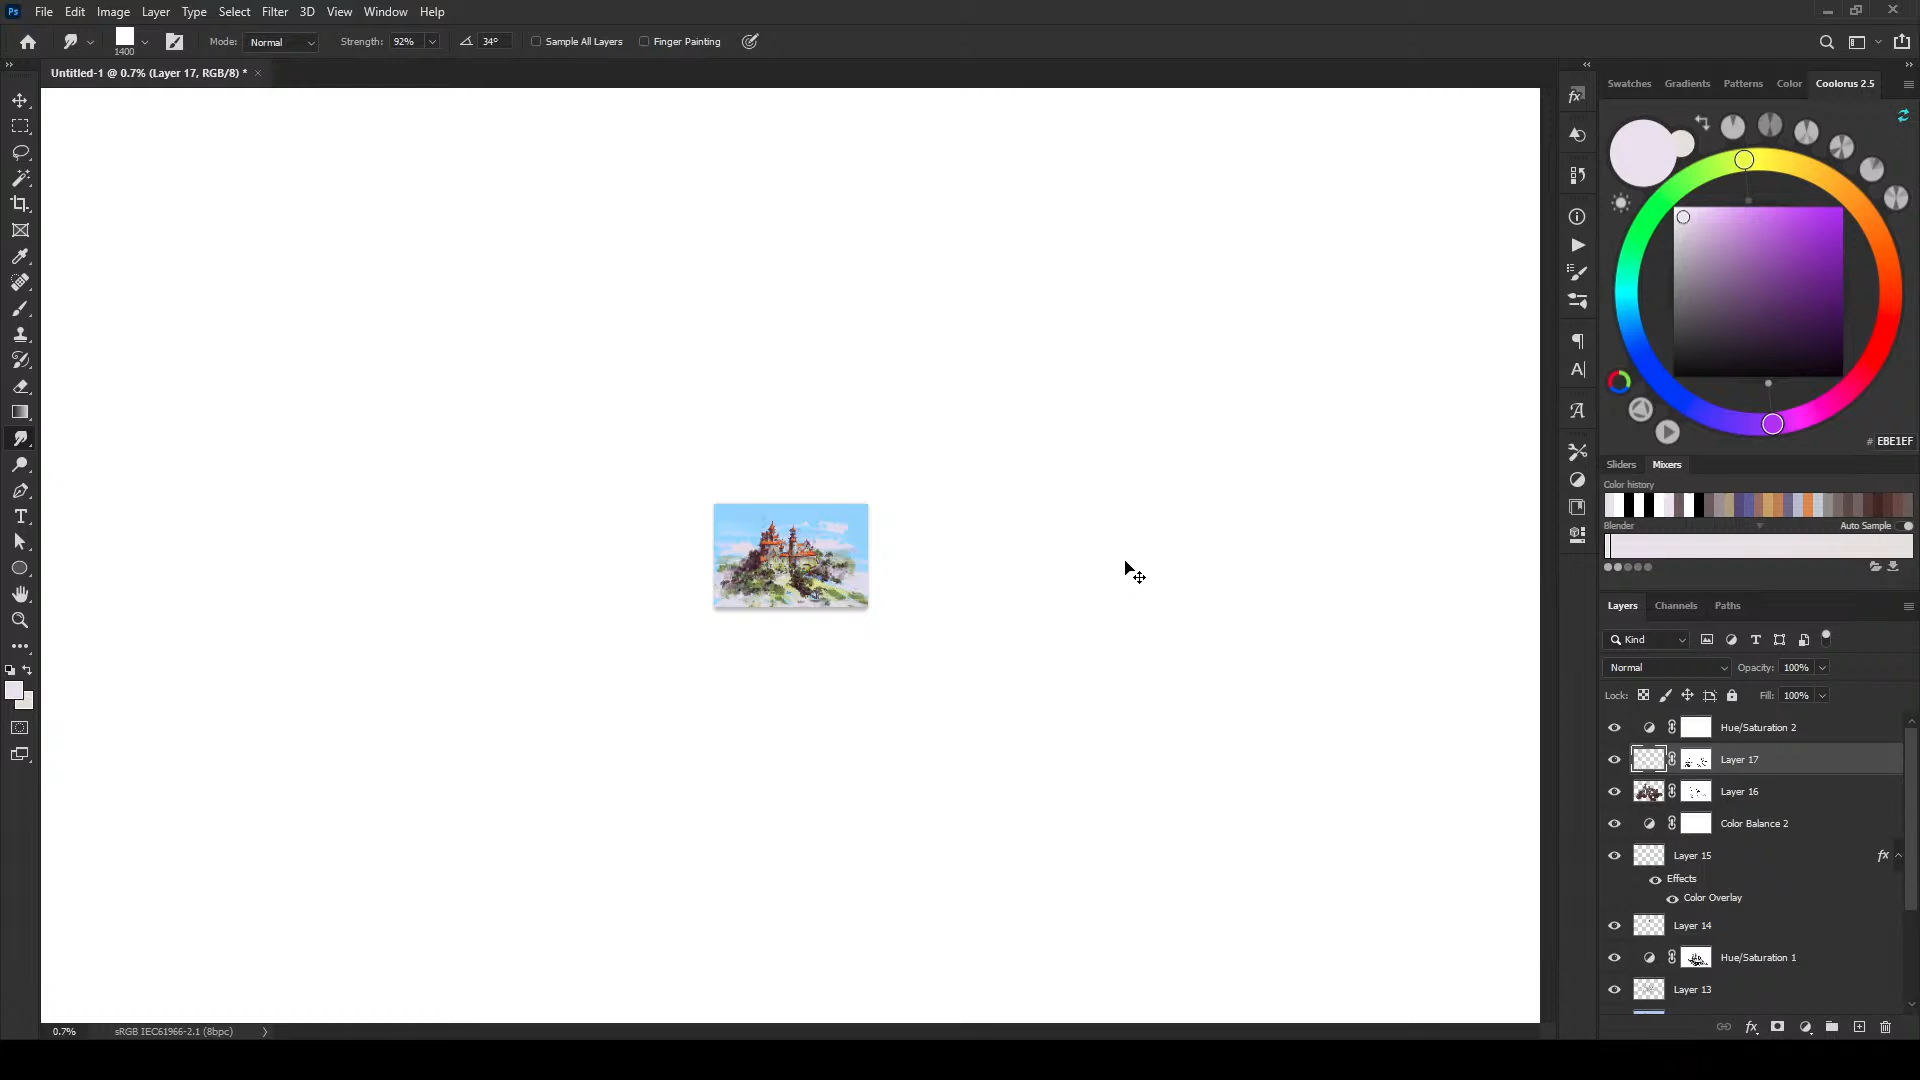 Ps File Edit Image Layer Type Select Filter 3D View Window Help
1400 Mode: Normal Strength: 92% 34° Sample All Layers Finger Painting
Untitled-1 @ 0.7% (Layer 17, RGB/8) * ×
Swatches Gradients Patterns Color Coolorus 2.5
# EBE1EF
Sliders Mixers
Color history
Blender Auto Sample
Layers Channels Paths
Kind
Normal Opacity: 100%
Lock: Fill: 100%
Hue/Saturation 2
Layer 17
Layer 16
Color Balance 2
Layer 15 fx
Effects
Color Overlay
Layer 14
Hue/Saturation 1
Layer 13
0.7% sRGB IEC61966-2.1 (8bpc)